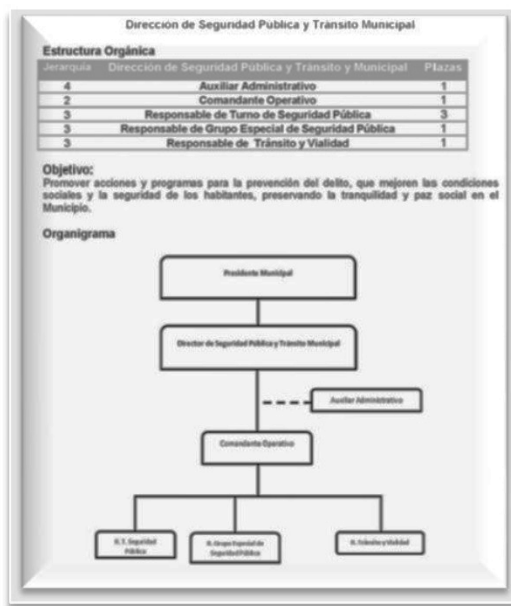 Dirección de Seguridad Pública y Tránsito Municipal
Estructura Orgánica
Jerarquía Dirección de Seguridad Pública y Tránsito y Municipal Plazas
4 Auxiliar Administrativo 1
2 Comandante Operativo 1
3 Responsable de Turno de Seguridad Pública 3
3 Responsable de Grupo Especial de Seguridad Pública 1
3 Responsable de Tránsito y Vialidad 1
Objetivo:
Promover acciones y programas para la prevención del delito, que mejoren las condiciones
sociales y la seguridad de los habitantes, preservando la tranquilidad y paz social en el
Municipio.
Organigrama
Presidente Municipal
Director de Seguridad Pública y Tránsito Municipal
Auxiliar Administrativo
Comandante Operativo
R. T. Seguridad
Pública
R. Grupo Especial de
Seguridad Pública
R. Tránsito y Vialidad